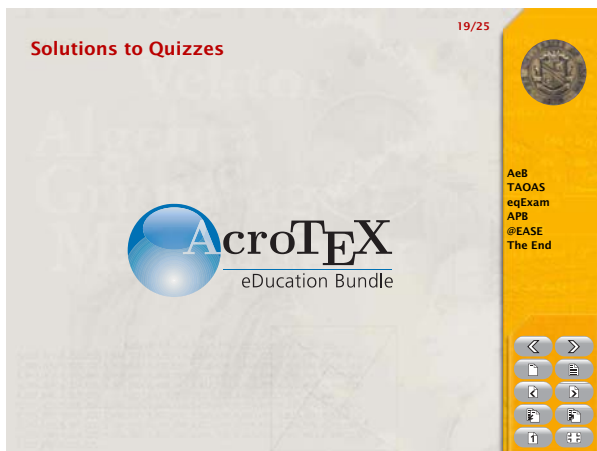 19/25
Solutions to Quizzes
AcroTEX
eDucation Bundle
AeB
TAOAS
eqExam
APB
@EASE
The End